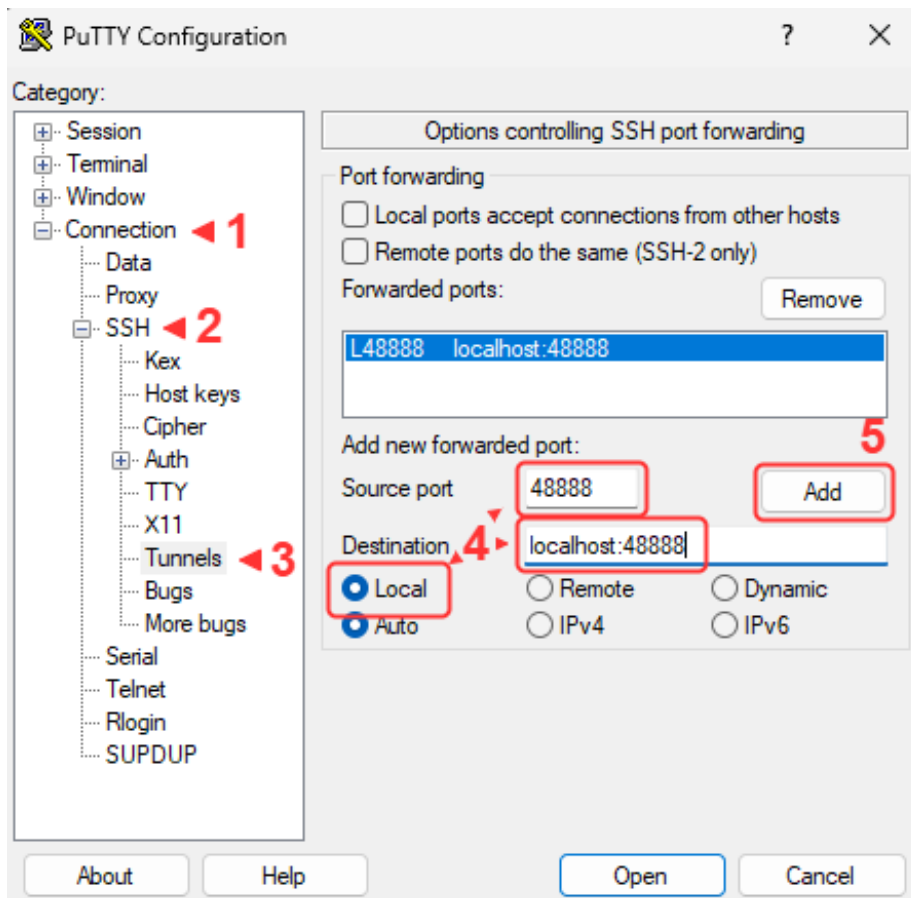 PuTTY Configuration
?
Category:
Session
Terminal
Window
Connection 1
Data
Proxy
SSH 2
Kex
Host keys
Cipher
Auth
TTY
X11
Tunnels 3
Bugs
More bugs
Serial
Telnet
Rlogin
SUPDUP
Options controlling SSH port forwarding
Port forwarding
Local ports accept connections from other hosts
Remote ports do the same (SSH-2 only)
Forwarded ports:
Remove
L48888 localhost:48888
Add new forwarded port:
5
Source port 48888 Add
Destination 4 localhost:48888
Local Remote Dynamic
Auto IPv4 IPv6
About Help Open Cancel